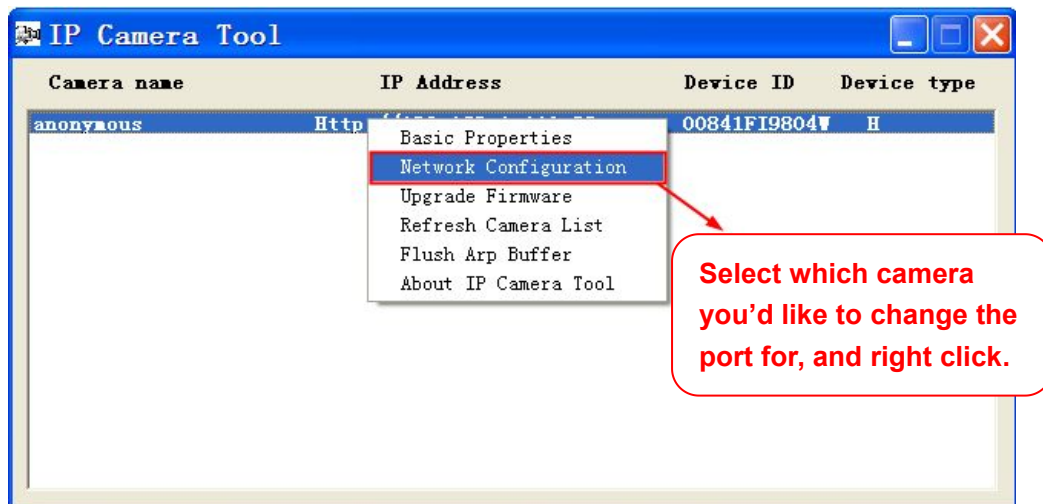 IP Camera Tool
Camera name IP Address Device ID Device type
anonymous Http 00841FI9804W H
Basic Properties
Network Configuration
Upgrade Firmware
Refresh Camera List
Flush Arp Buffer
About IP Camera Tool
Select which camera
you’d like to change the
port for, and right click.